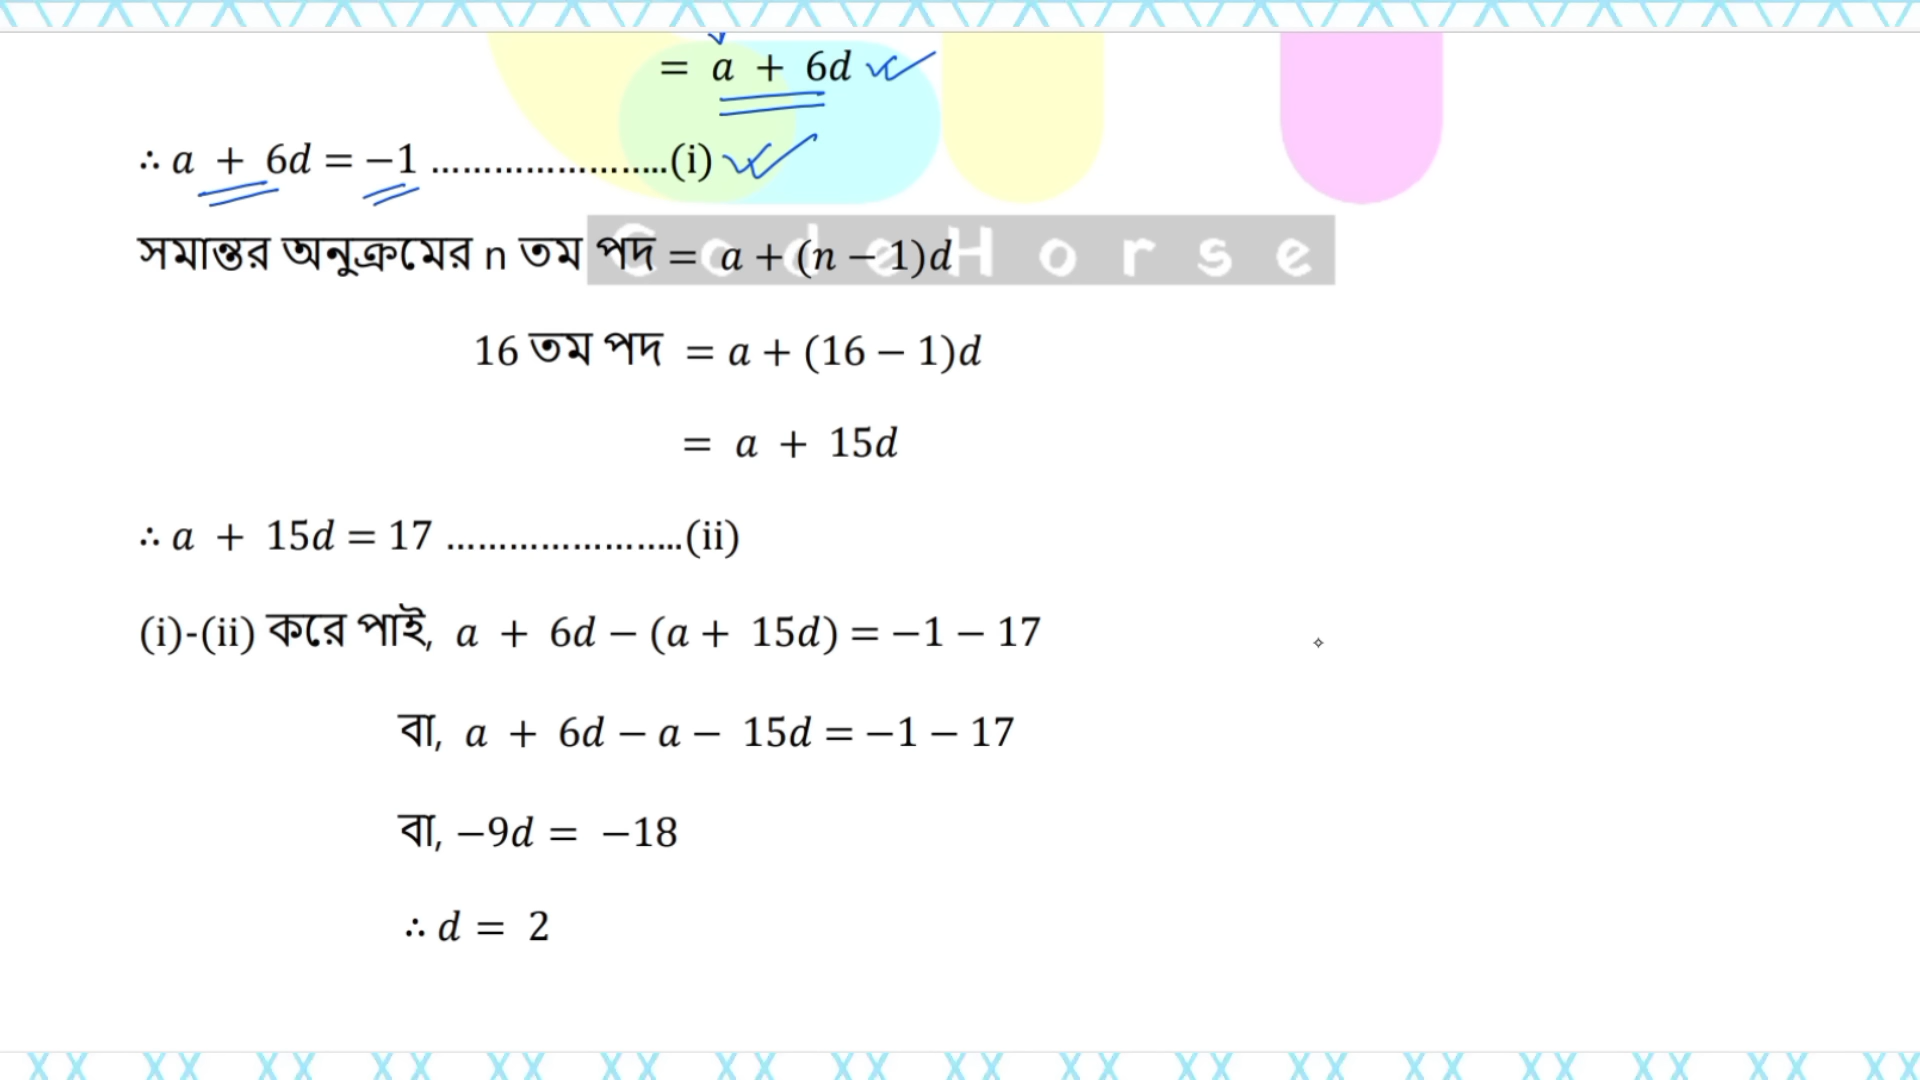 = a + 6d
∴ a + 6d = −1 ........................(i)
সমান্তর অনুক্রমের n তম পদ = a + (n − 1)d
CodeHorse
16 তম পদ = a + (16 − 1)d
= a + 15d
∴ a + 15d = 17 ........................(ii)
(i)-(ii) করে পাই, a + 6d − (a + 15d) = −1 − 17
বা, a + 6d − a − 15d = −1 − 17
বা, −9d = −18
∴ d = 2